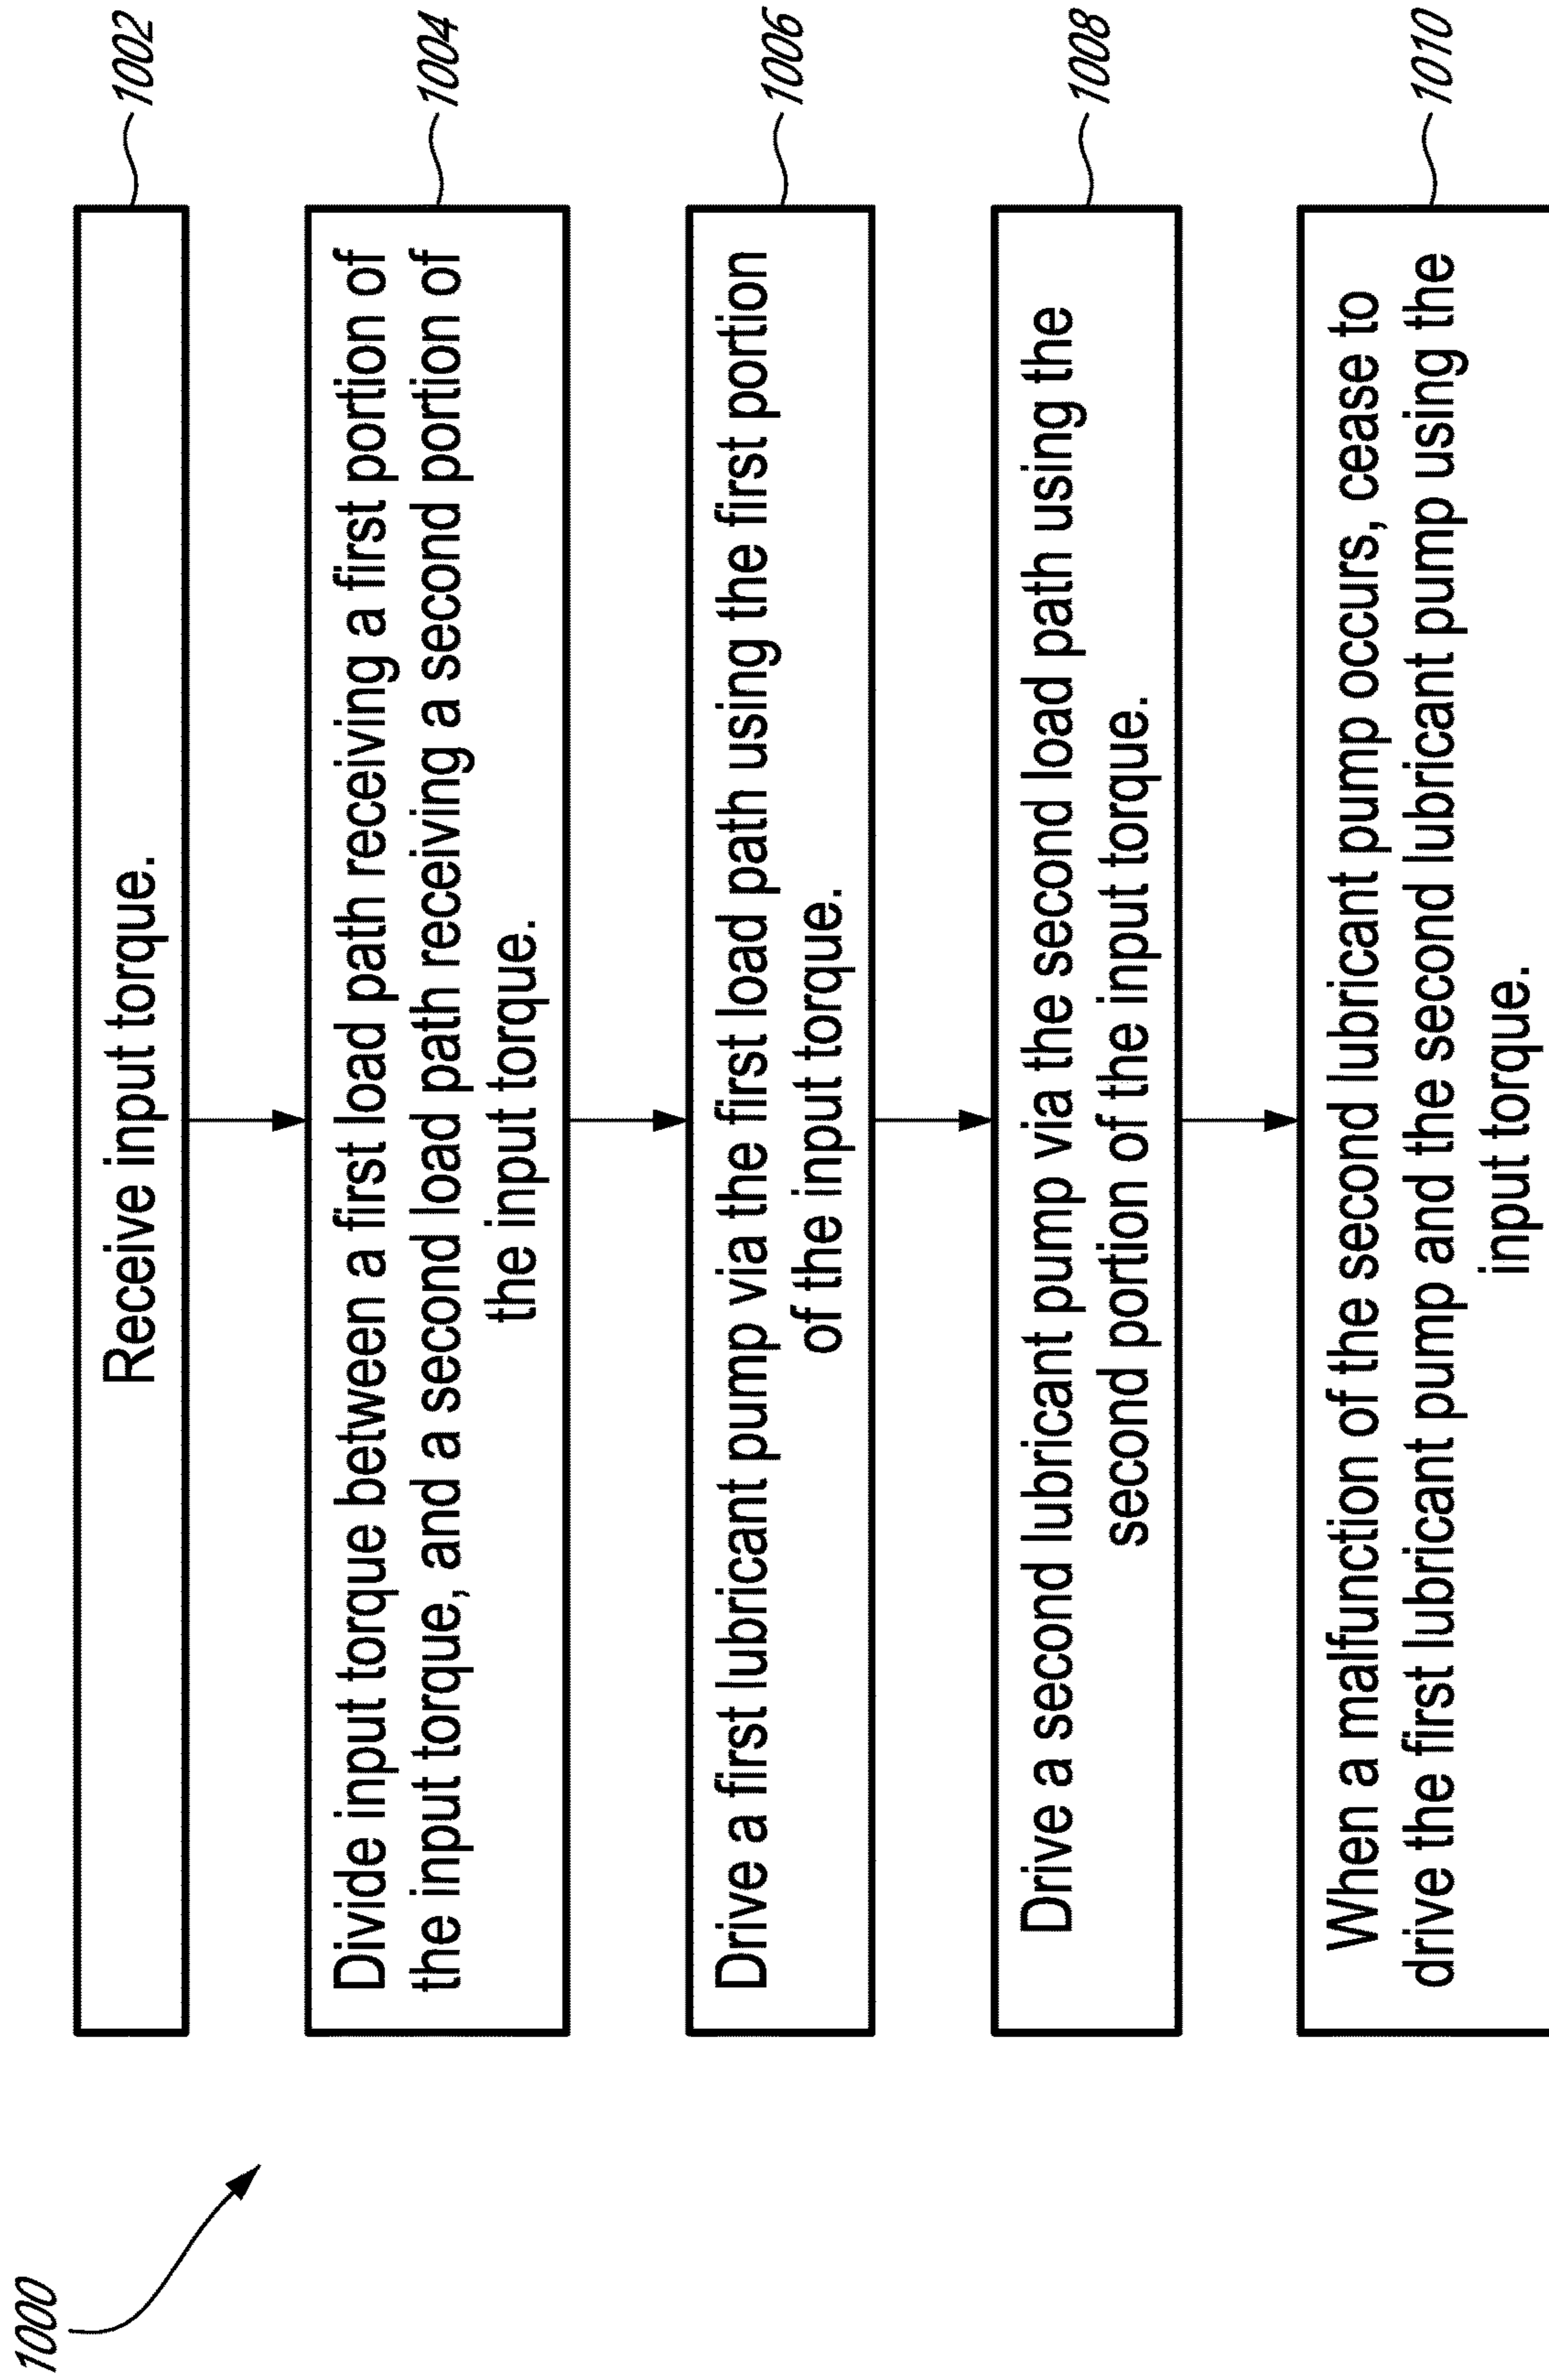 1000
Receive input torque.
1002
Divide input torque between a first load path receiving a first portion of
the input torque, and a second load path receiving a second portion of
the input torque.
1004
Drive a first lubricant pump via the first load path using the first portion
of the input torque.
1006
Drive a second lubricant pump via the second load path using the
second portion of the input torque.
1008
When a malfunction of the second lubricant pump occurs, cease to
drive the first lubricant pump and the second lubricant pump using the
input torque.
1010